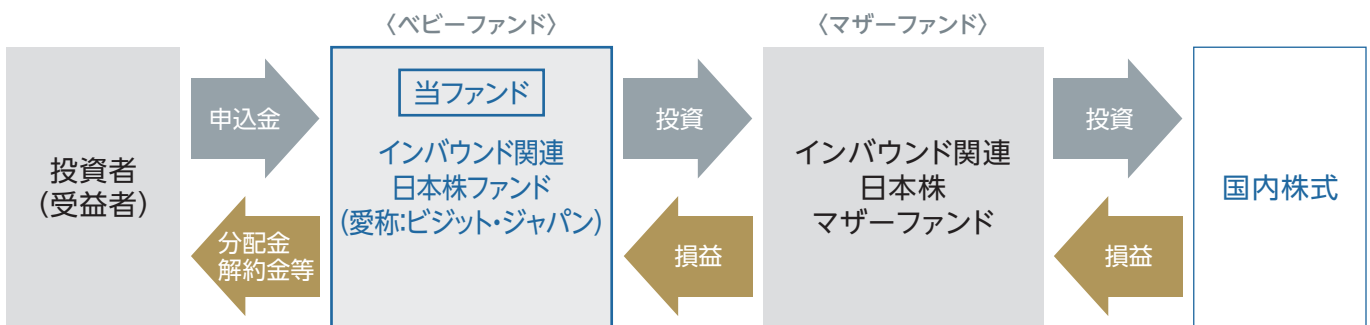 〈ベビーファンド〉
〈マザーファンド〉
投資者
(受益者)
申込金
分配金
解約金等
当ファンド
インバウンド関連
日本株ファンド
(愛称:ビジット・ジャパン)
投資
損益
インバウンド関連
日本株
マザーファンド
投資
損益
国内株式